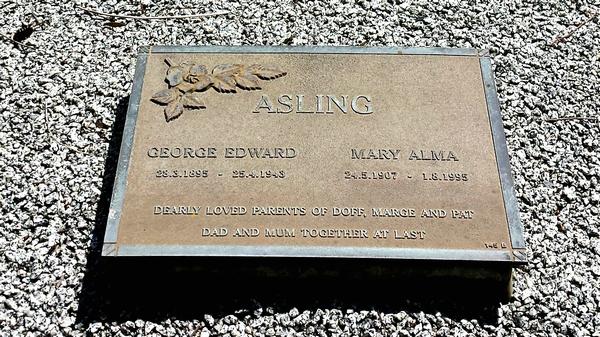 ASLING
GEORGE EDWARD MARY ALMA
28.3.1895 - 25.4.1943 24.5.1907 - 1.8.1995
DEARLY LOVED PARENTS OF DOFF, MARGE AND PAT
DAD AND MUM TOGETHER AT LAST
145 B